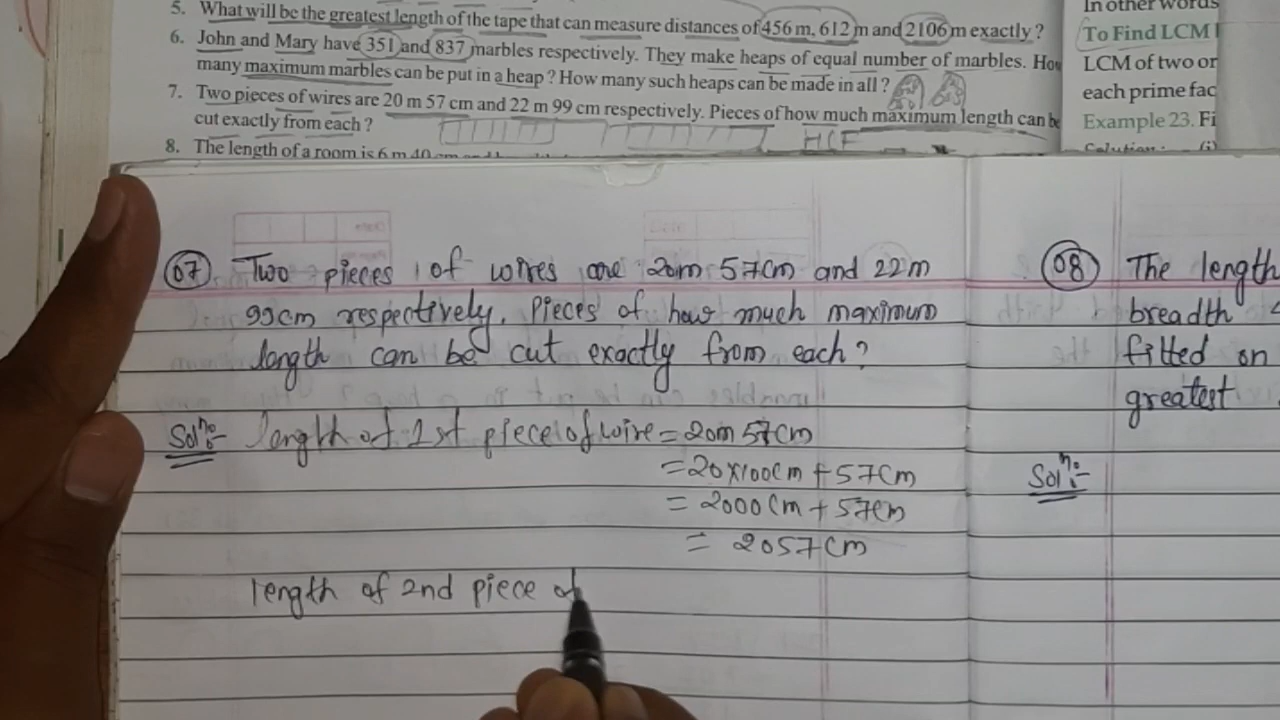 5. What will be the greatest length of the tape that can measure distances of 456 m, 612 m and 2106 m exactly ?
6. John and Mary have 351 and 837 marbles respectively. They make heaps of equal number of marbles. How
many maximum marbles can be put in a heap ? How many such heaps can be made in all ?
7. Two pieces of wires are 20 m 57 cm and 22 m 99 cm respectively. Pieces of how much maximum length can be
cut exactly from each ?
HCF
8. The length of a room is 6 m 40
In other words
To Find LCM
LCM of two or
each prime fac
Example 23. Fi
Solution : (i)
07 Two pieces of wires are 20m 57cm and 22m
99cm respectively. Pieces of how much maximum
length can be cut exactly from each?
Solⁿ:- length of 1st piece of wire = 20m 57cm
= 20×100cm + 57cm
= 2000cm + 57cm
= 2057cm
length of 2nd piece of
08 The length
breadth
fitted on
greatest
Solⁿ:-